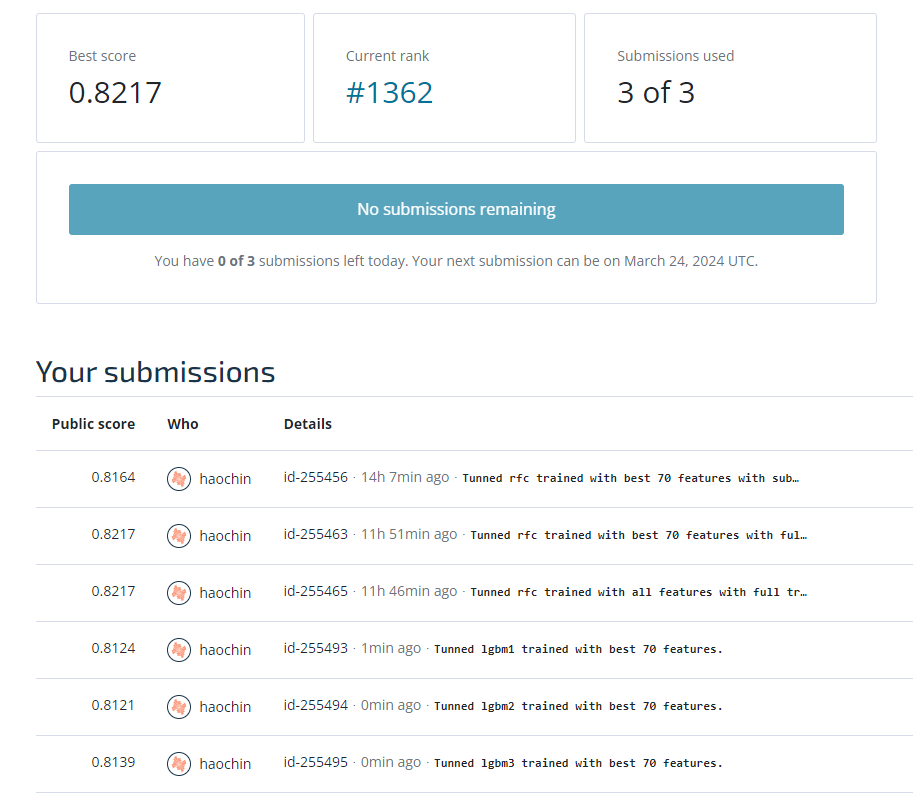 Best score
Current rank
Submissions used
0.8217
#1362
3 of 3
No submissions remaining
You have 0 of 3 submissions left today. Your next submission can be on March 24, 2024 UTC.
Your submissions
Public score Who Details
0.8164 haochin id-255456 · 14h 7min ago · Tunned rfc trained with best 70 features with sub…
0.8217 haochin id-255463 · 11h 51min ago · Tunned rfc trained with best 70 features with ful…
0.8217 haochin id-255465 · 11h 46min ago · Tunned rfc trained with all features with full tr…
0.8124 haochin id-255493 · 1min ago · Tunned lgbm1 trained with best 70 features.
0.8121 haochin id-255494 · 0min ago · Tunned lgbm2 trained with best 70 features.
0.8139 haochin id-255495 · 0min ago · Tunned lgbm3 trained with best 70 features.